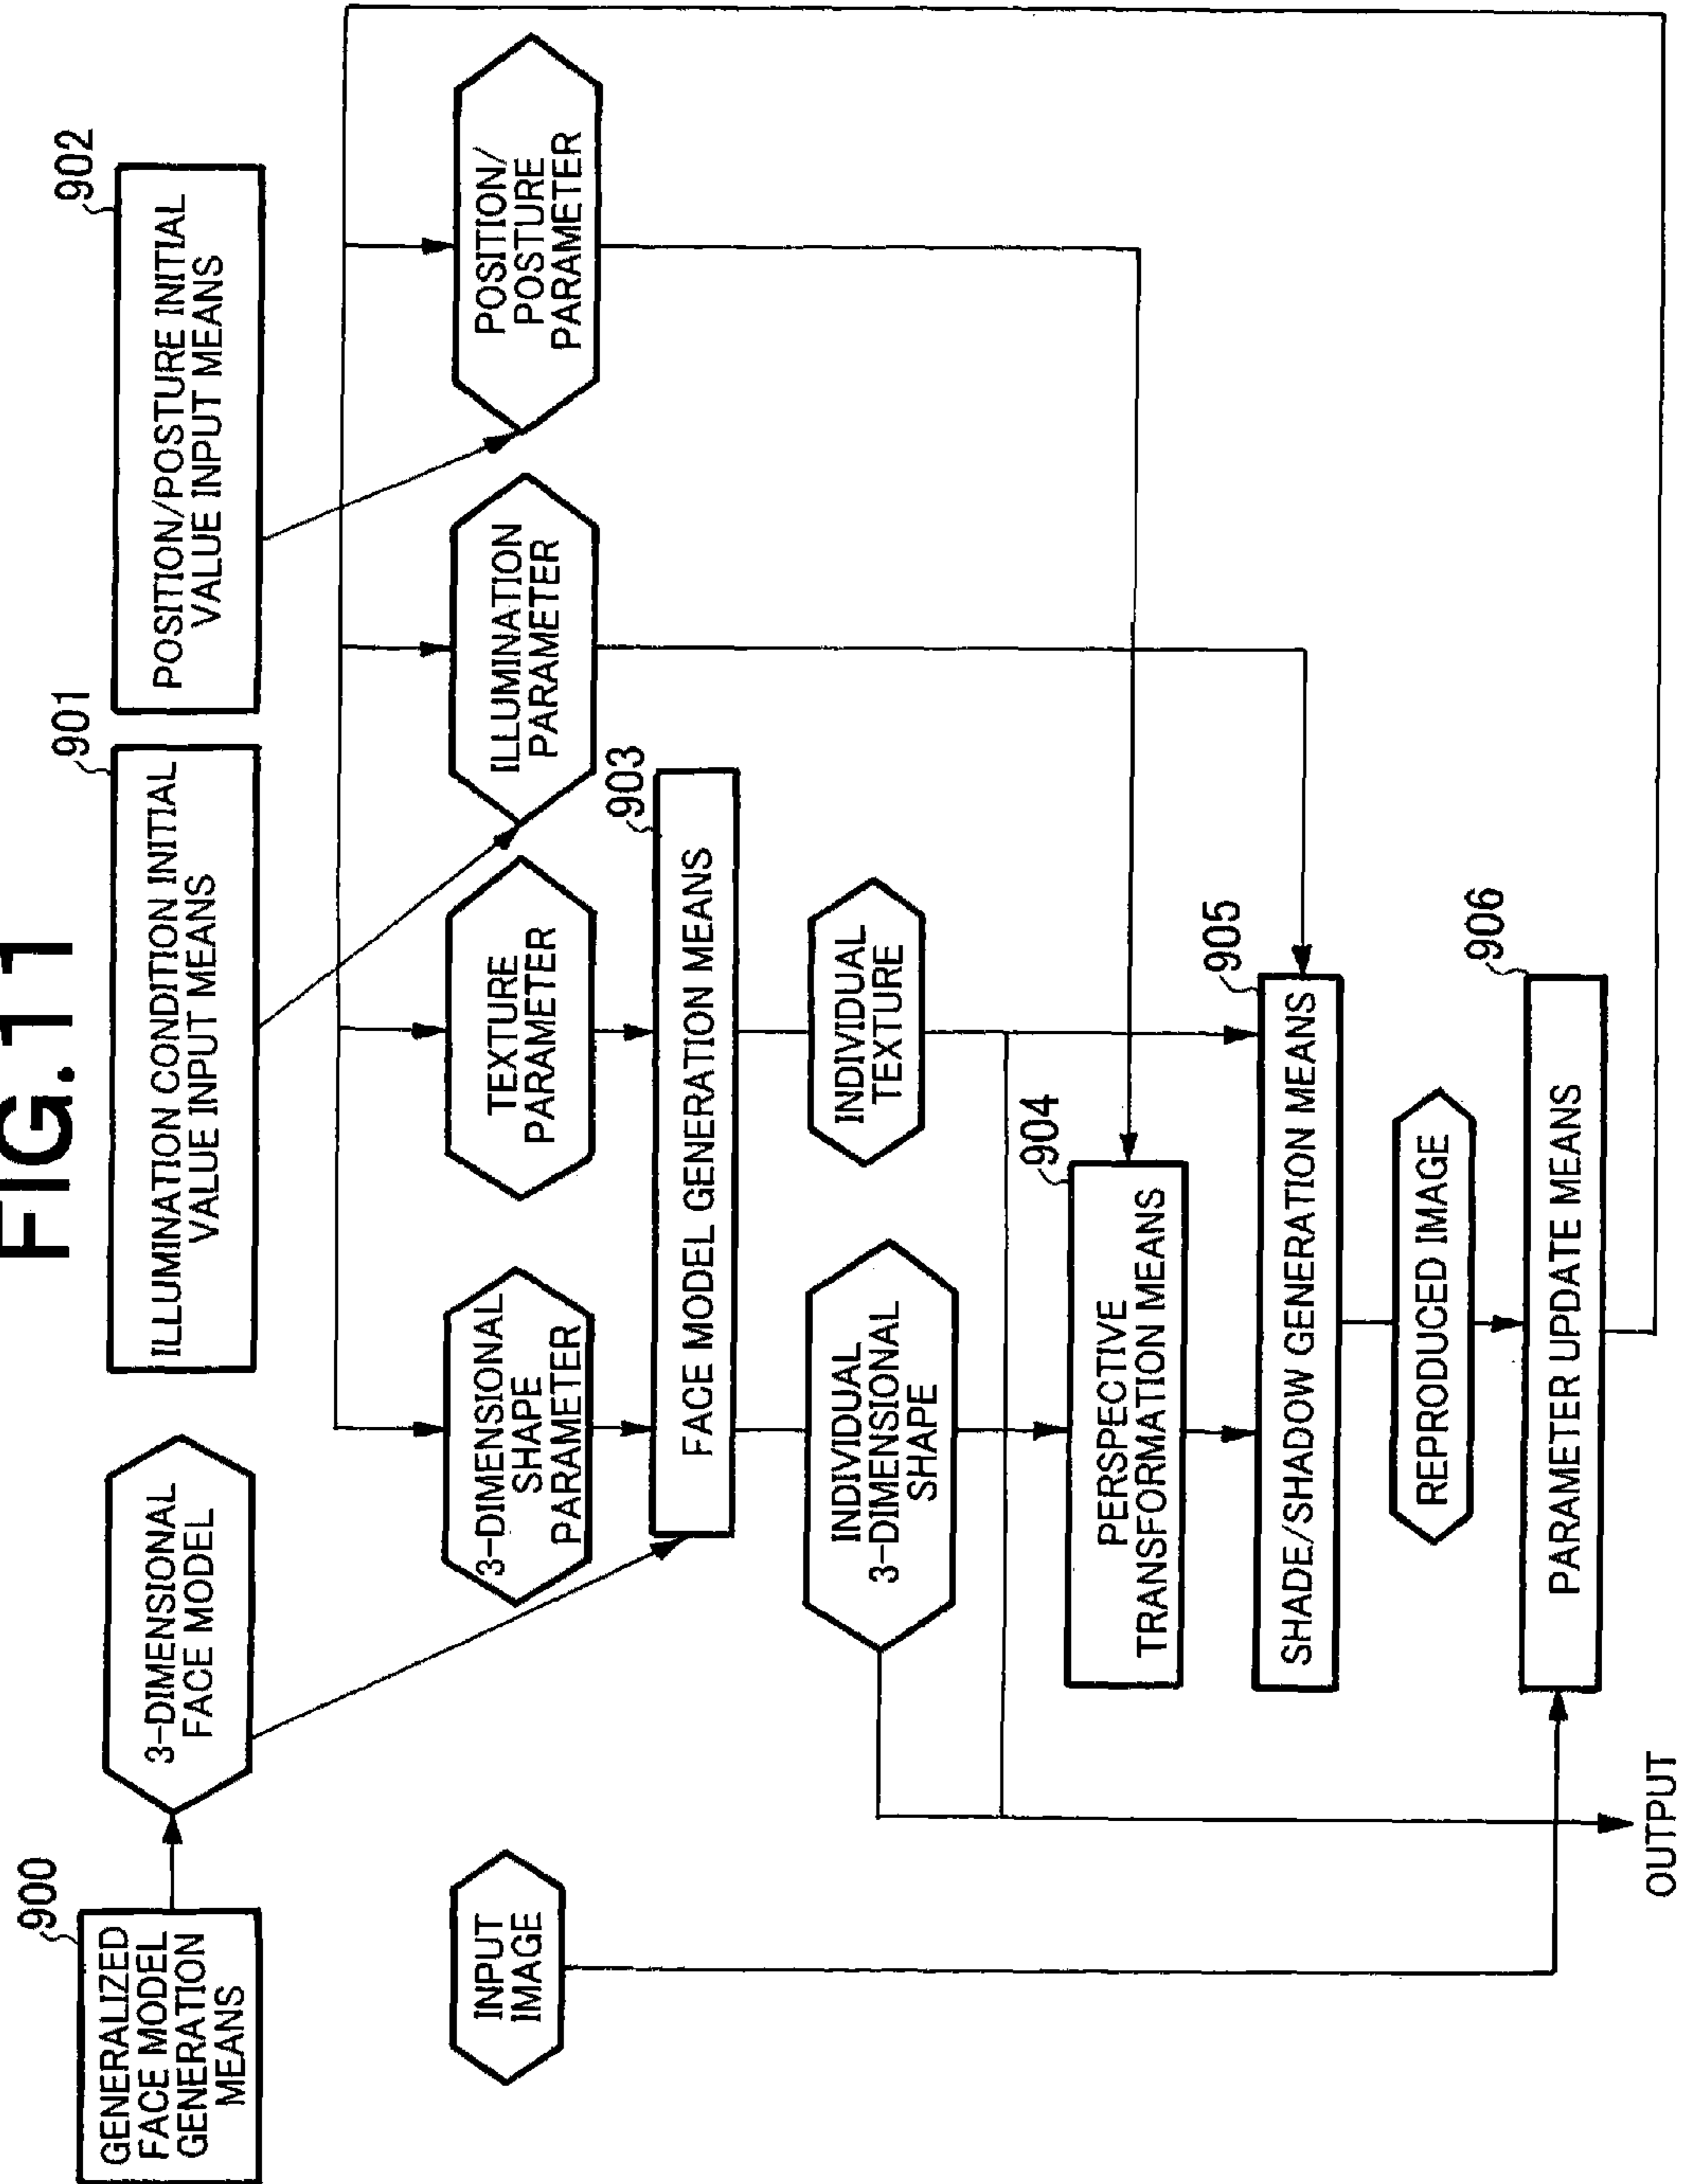 FIG.11
900
GENERALIZED
FACE MODEL
GENERATION
MEANS
3-DIMENSIONAL
FACE MODEL
901
ILLUMINATION CONDITION INITIAL
VALUE INPUT MEANS
902
POSITION/POSTURE INITIAL
VALUE INPUT MEANS
INPUT
IMAGE
3-DIMENSIONAL
SHAPE
PARAMETER
TEXTURE
PARAMETER
ILLUMINATION
PARAMETER
POSITION/
POSTURE
PARAMETER
903
FACE MODEL GENERATION MEANS
INDIVIDUAL
3-DIMENSIONAL
SHAPE
INDIVIDUAL
TEXTURE
904
PERSPECTIVE
TRANSFORMATION MEANS
905
SHADE/SHADOW GENERATION MEANS
REPRODUCED IMAGE
906
PARAMETER UPDATE MEANS
OUTPUT